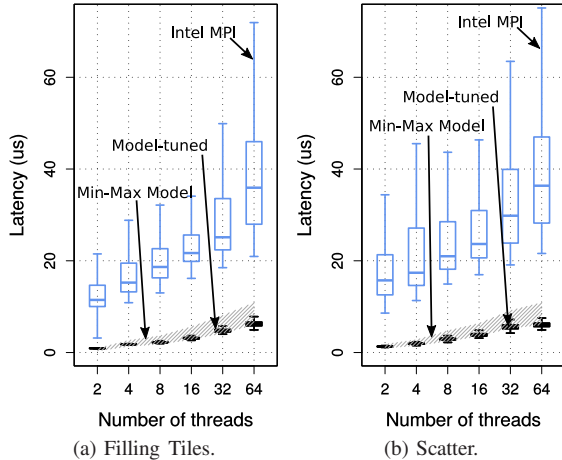 Intel MPI
Model-tuned
Min-Max Model
Latency (us)
60
40
20
0
2 4 8 16 32 64
Number of threads
(a) Filling Tiles.
Intel MPI
Model-tuned
Min-Max Model
Latency (us)
60
40
20
0
2 4 8 16 32 64
Number of threads
(b) Scatter.